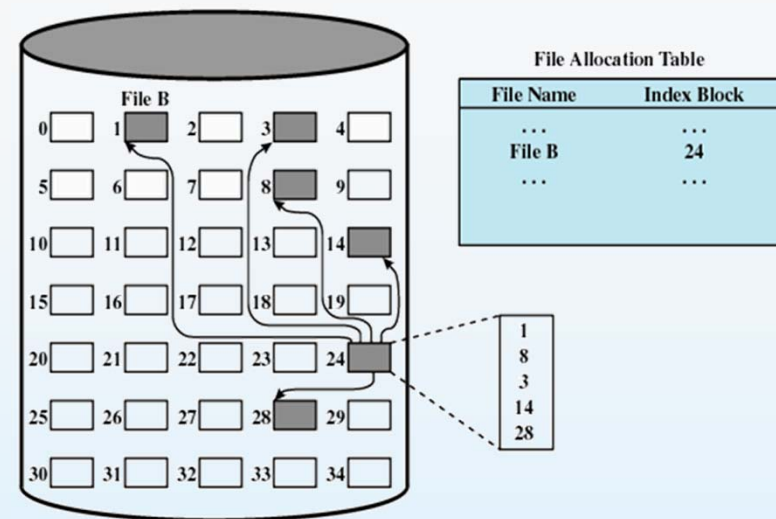 File Allocation Table
File Name Index Block
... ...
File B 24
... ...
File B
0 1 2 3 4
5 6 7 8 9
10 11 12 13 14
15 16 17 18 19
20 21 22 23 24
25 26 27 28 29
30 31 32 33 34
1
8
3
14
28